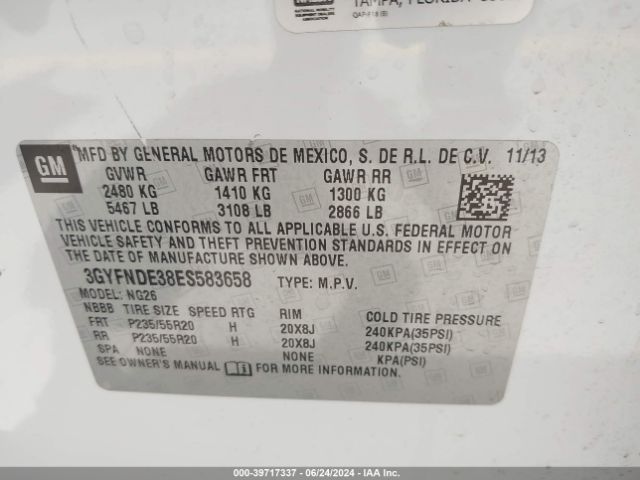 TAMPA, FLORIDA
GM
MFD BY GENERAL MOTORS DE MEXICO, S. DE R.L. DE C.V. 11/13
GVWR GAWR FRT GAWR RR
2480 KG 1410 KG 1300 KG
5467 LB 3108 LB 2866 LB
THIS VEHICLE CONFORMS TO ALL APPLICABLE U.S. FEDERAL MOTOR
VEHICLE SAFETY AND THEFT PREVENTION STANDARDS IN EFFECT ON
THE DATE OF MANUFACTURE SHOWN ABOVE.
3GYFNDE38ES583658 TYPE: M.P.V.
MODEL: NG26
NBBB TIRE SIZE SPEED RTG RIM COLD TIRE PRESSURE
FRT P235/55R20 H 20X8J 240KPA(35PSI)
RR P235/55R20 H 20X8J 240KPA(35PSI)
SPA NONE NONE KPA(PSI)
SEE OWNER'S MANUAL FOR MORE INFORMATION.
© - 39717337 - 06/24/2024 - IAA Inc.